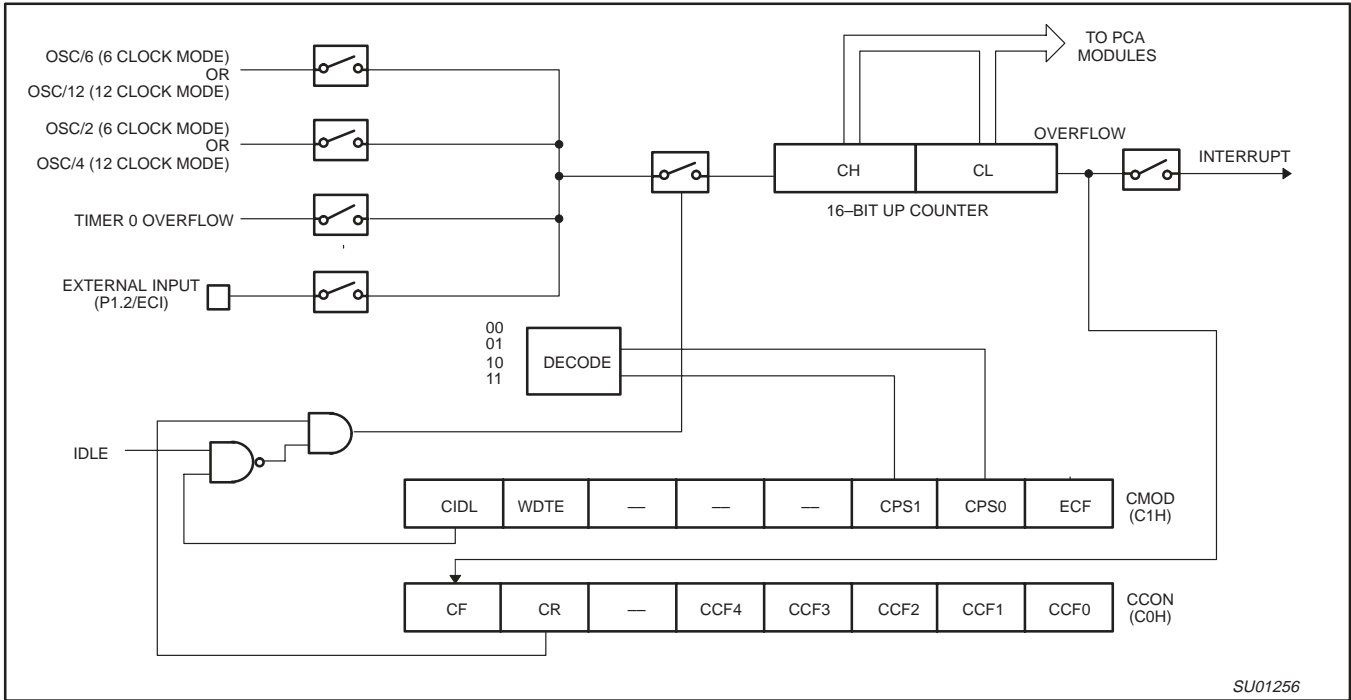 OSC/6 (6 CLOCK MODE)
OR
OSC/12 (12 CLOCK MODE)
OSC/2 (6 CLOCK MODE)
OR
OSC/4 (12 CLOCK MODE)
TIMER 0 OVERFLOW
EXTERNAL INPUT
(P1.2/ECI)
TO PCA
MODULES
OVERFLOW
INTERRUPT
CH CL
16–BIT UP COUNTER
00
01
10
11
DECODE
IDLE
CIDL WDTE –– –– –– CPS1 CPS0 ECF
CMOD
(C1H)
CF CR –– CCF4 CCF3 CCF2 CCF1 CCF0
CCON
(C0H)
SU01256